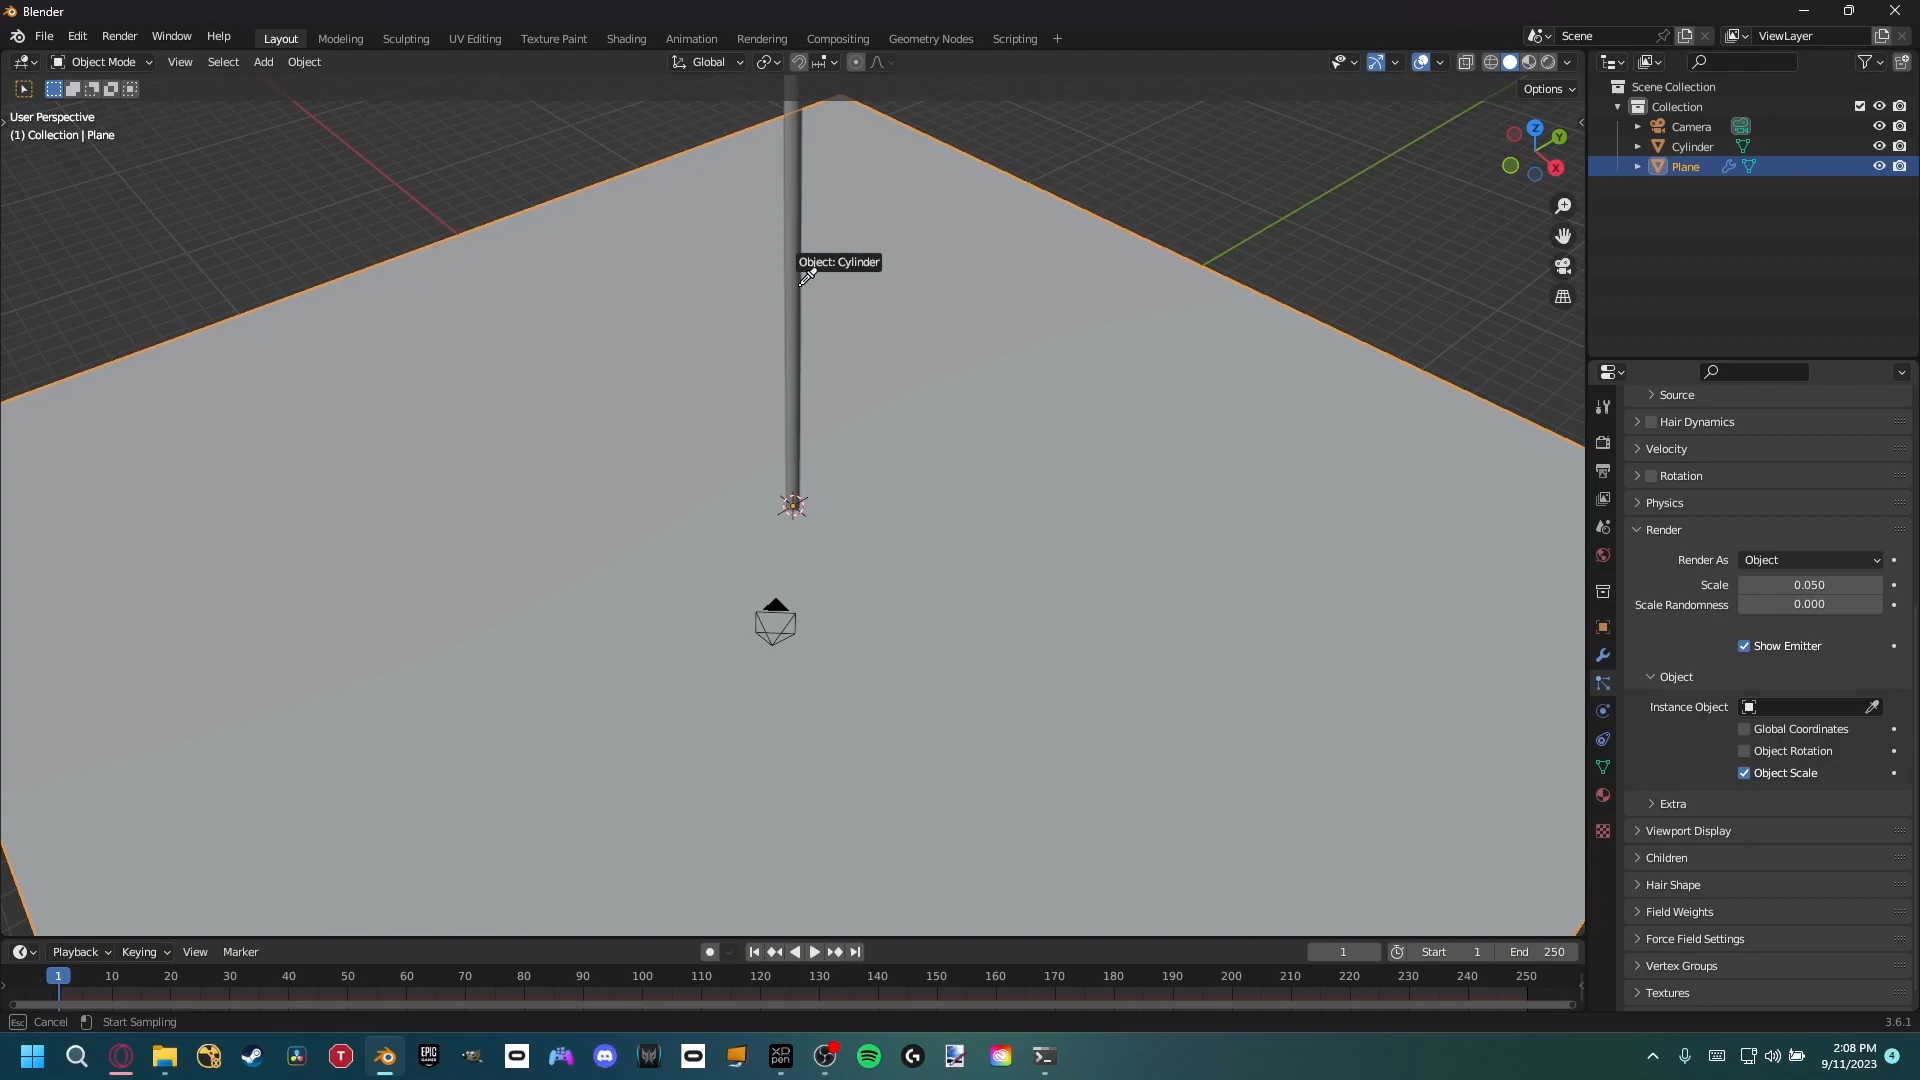 Blender
File Edit Render Window Help Layout Modeling Sculpting UV Editing Texture Paint Shading Animation Rendering Compositing Geometry Nodes Scripting + Scene ViewLayer
Object Mode View Select Add Object Global
Options
User Perspective
(1) Collection | Plane
Z
Y
X
Object: Cylinder
Scene Collection
Collection
Camera
Cylinder
Plane
Source
Hair Dynamics
Velocity
Rotation
Physics
Render
Render As Object
Scale 0.050
Scale Randomness 0.000
Show Emitter
Object
Instance Object
Global Coordinates
Object Rotation
Object Scale
Extra
Viewport Display
Children
Hair Shape
Field Weights
Force Field Settings
Vertex Groups
Textures
Playback Keying View Marker 1 Start 1 End 250
1 10 20 30 40 50 60 70 80 90 100 110 120 130 140 150 160 170 180 190 200 210 220 230 240 250
Esc Cancel Start Sampling 3.6.1
T
EPIC GAMES
XP PEN
G
2:08 PM
9/11/2023
4